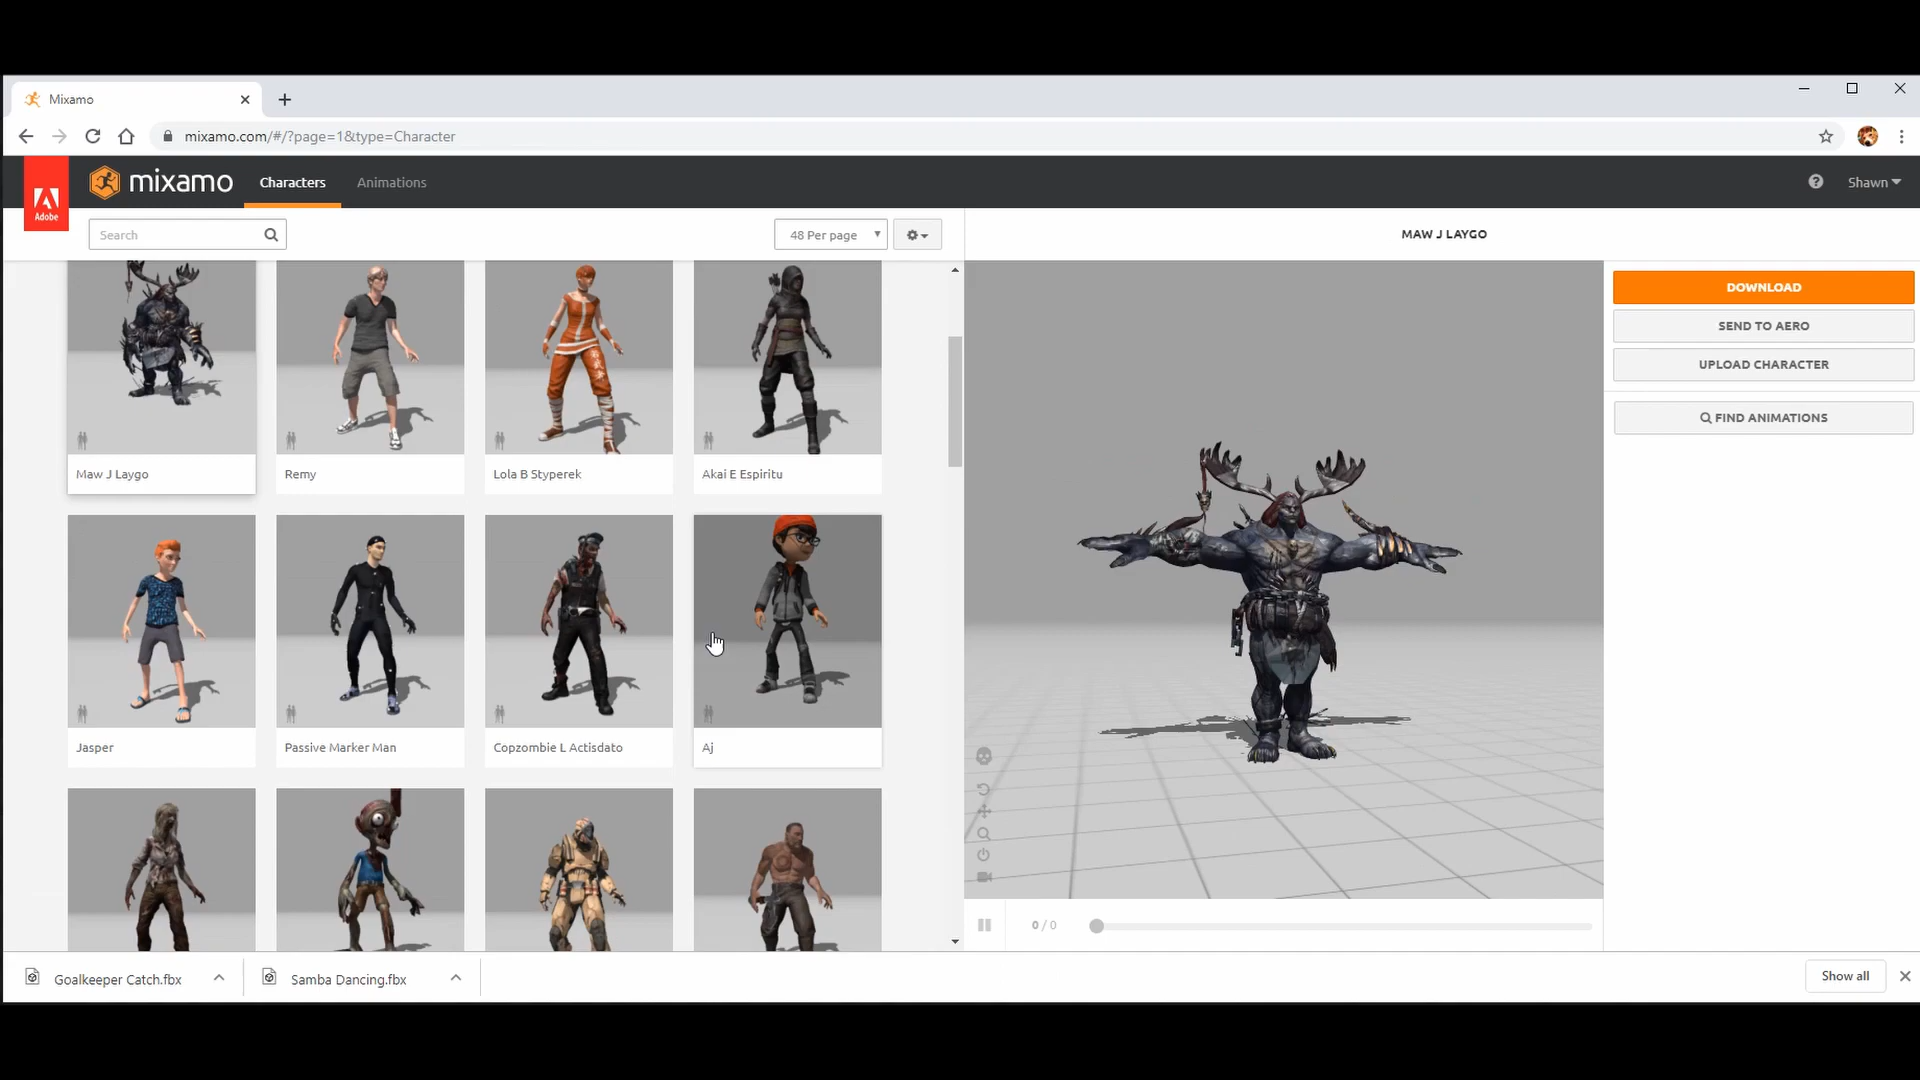 Mixamo
mixamo.com/#/?page=1&type=Character
Adobe
mixamo
Characters
Animations
Shawn
Search
48 Per page
MAW J LAYGO
DOWNLOAD
SEND TO AERO
UPLOAD CHARACTER
FIND ANIMATIONS
Maw J Laygo
Remy
Lola B Styperek
Akai E Espiritu
Jasper
Passive Marker Man
Copzombie L Actisdato
Aj
0 / 0
Goalkeeper Catch.fbx
Samba Dancing.fbx
Show all